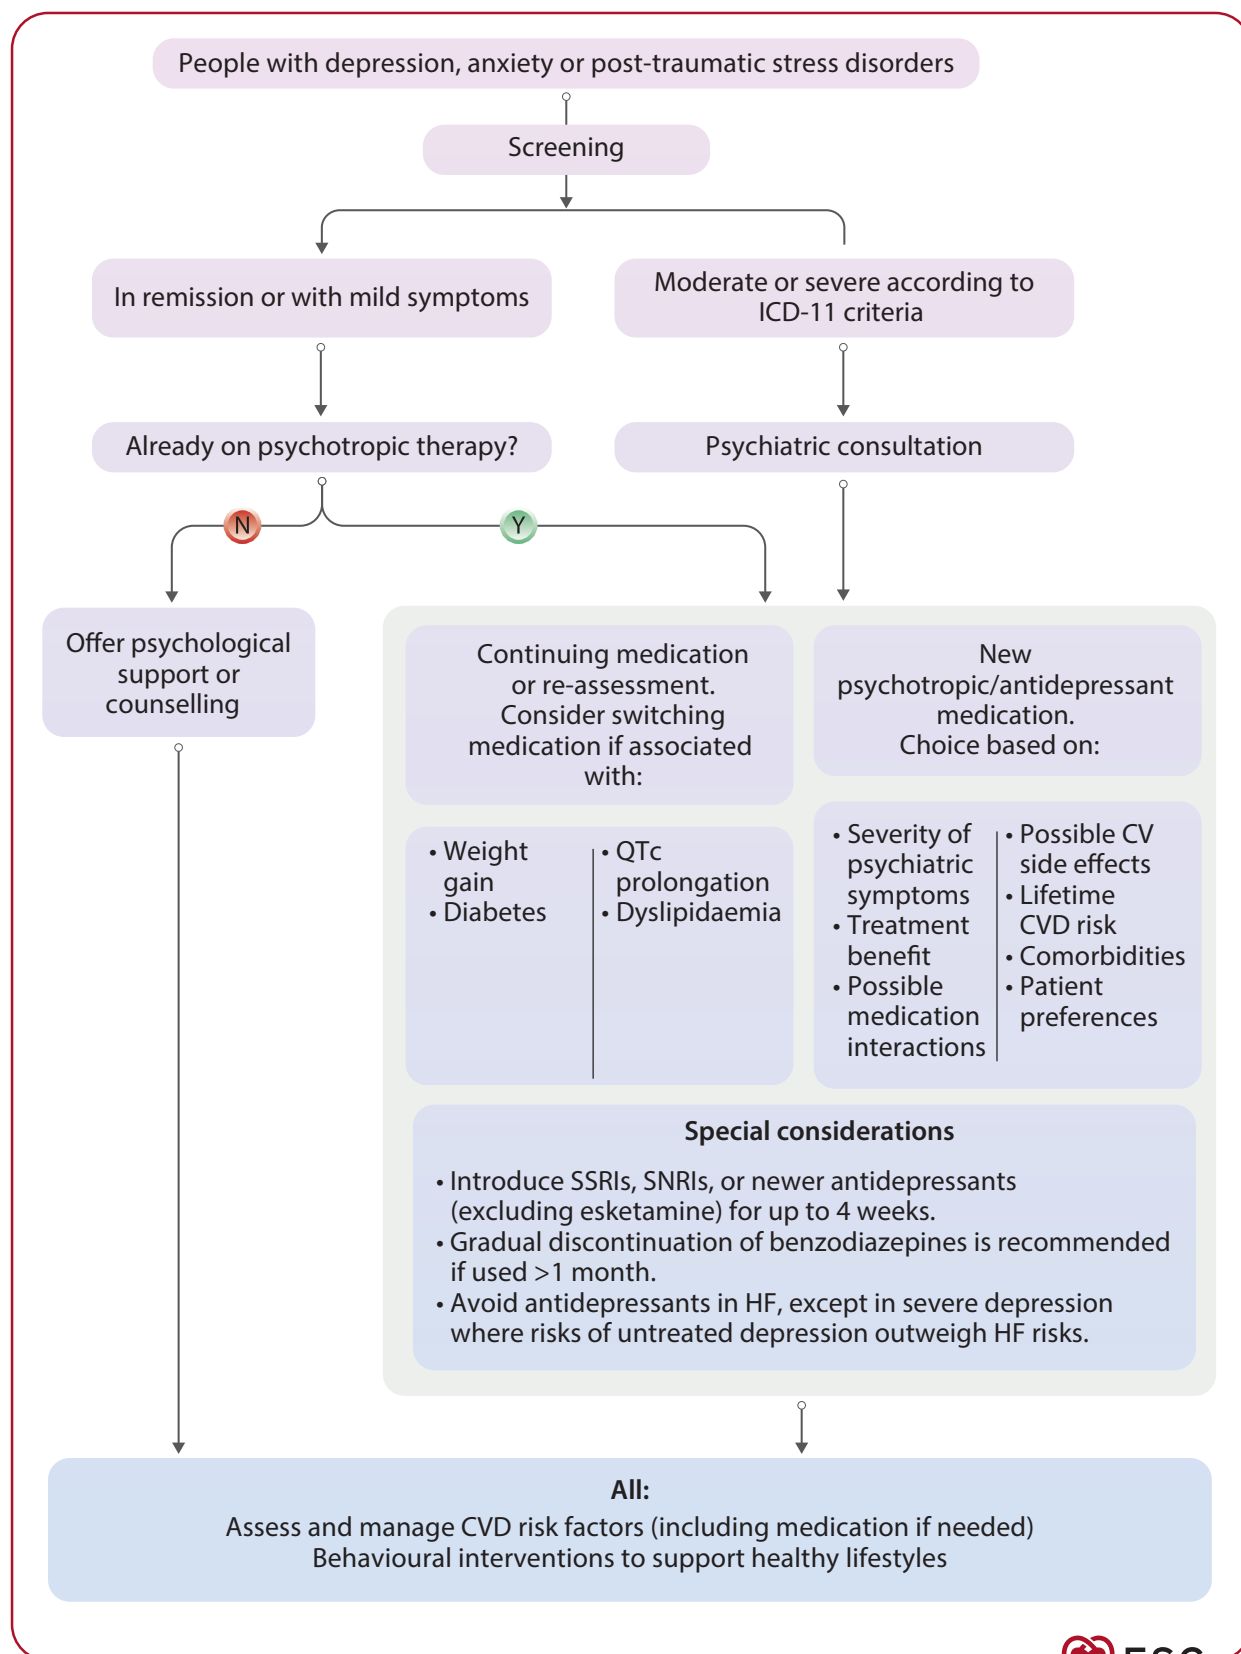 People with depression, anxiety or post-traumatic stress disorders
Screening
In remission or with mild symptoms
Moderate or severe according to
ICD-11 criteria
Already on psychotropic therapy?
Psychiatric consultation
N
Y
Offer psychological
support or
counselling
Continuing medication
or re-assessment.
Consider switching
medication if associated
with:
• Weight
gain
• Diabetes
• QTc
prolongation
• Dyslipidaemia
New
psychotropic/antidepressant
medication.
Choice based on:
• Severity of
psychiatric
symptoms
• Treatment
benefit
• Possible
medication
interactions
• Possible CV
side effects
• Lifetime
CVD risk
• Comorbidities
• Patient
preferences
Special considerations
• Introduce SSRIs, SNRIs, or newer antidepressants
(excluding esketamine) for up to 4 weeks.
• Gradual discontinuation of benzodiazepines is recommended
if used >1 month.
• Avoid antidepressants in HF, except in severe depression
where risks of untreated depression outweigh HF risks.
All:
Assess and manage CVD risk factors (including medication if needed)
Behavioural interventions to support healthy lifestyles
ESC